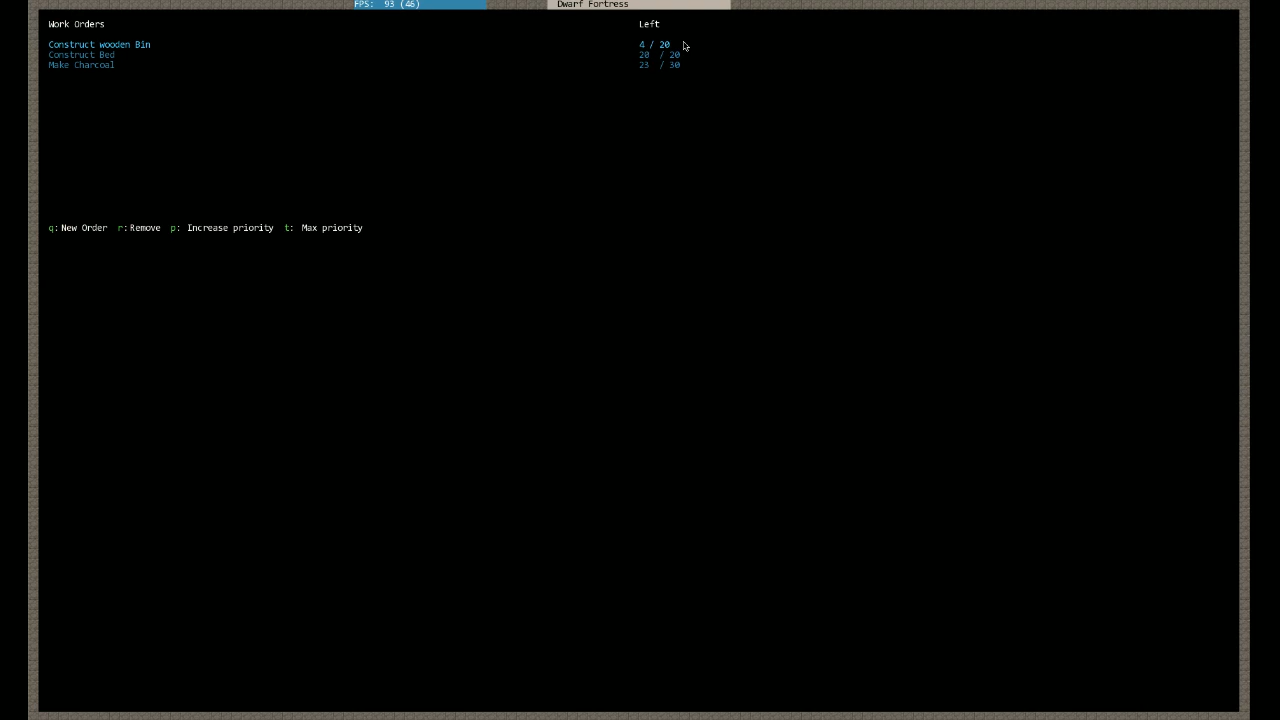 FPS: 93 (46) Dwarf Fortress
Work Orders Left
Construct wooden Bin 4 / 20
Construct Bed 20 / 20
Make Charcoal 23 / 30
q: New Order r: Remove p: Increase priority t: Max priority